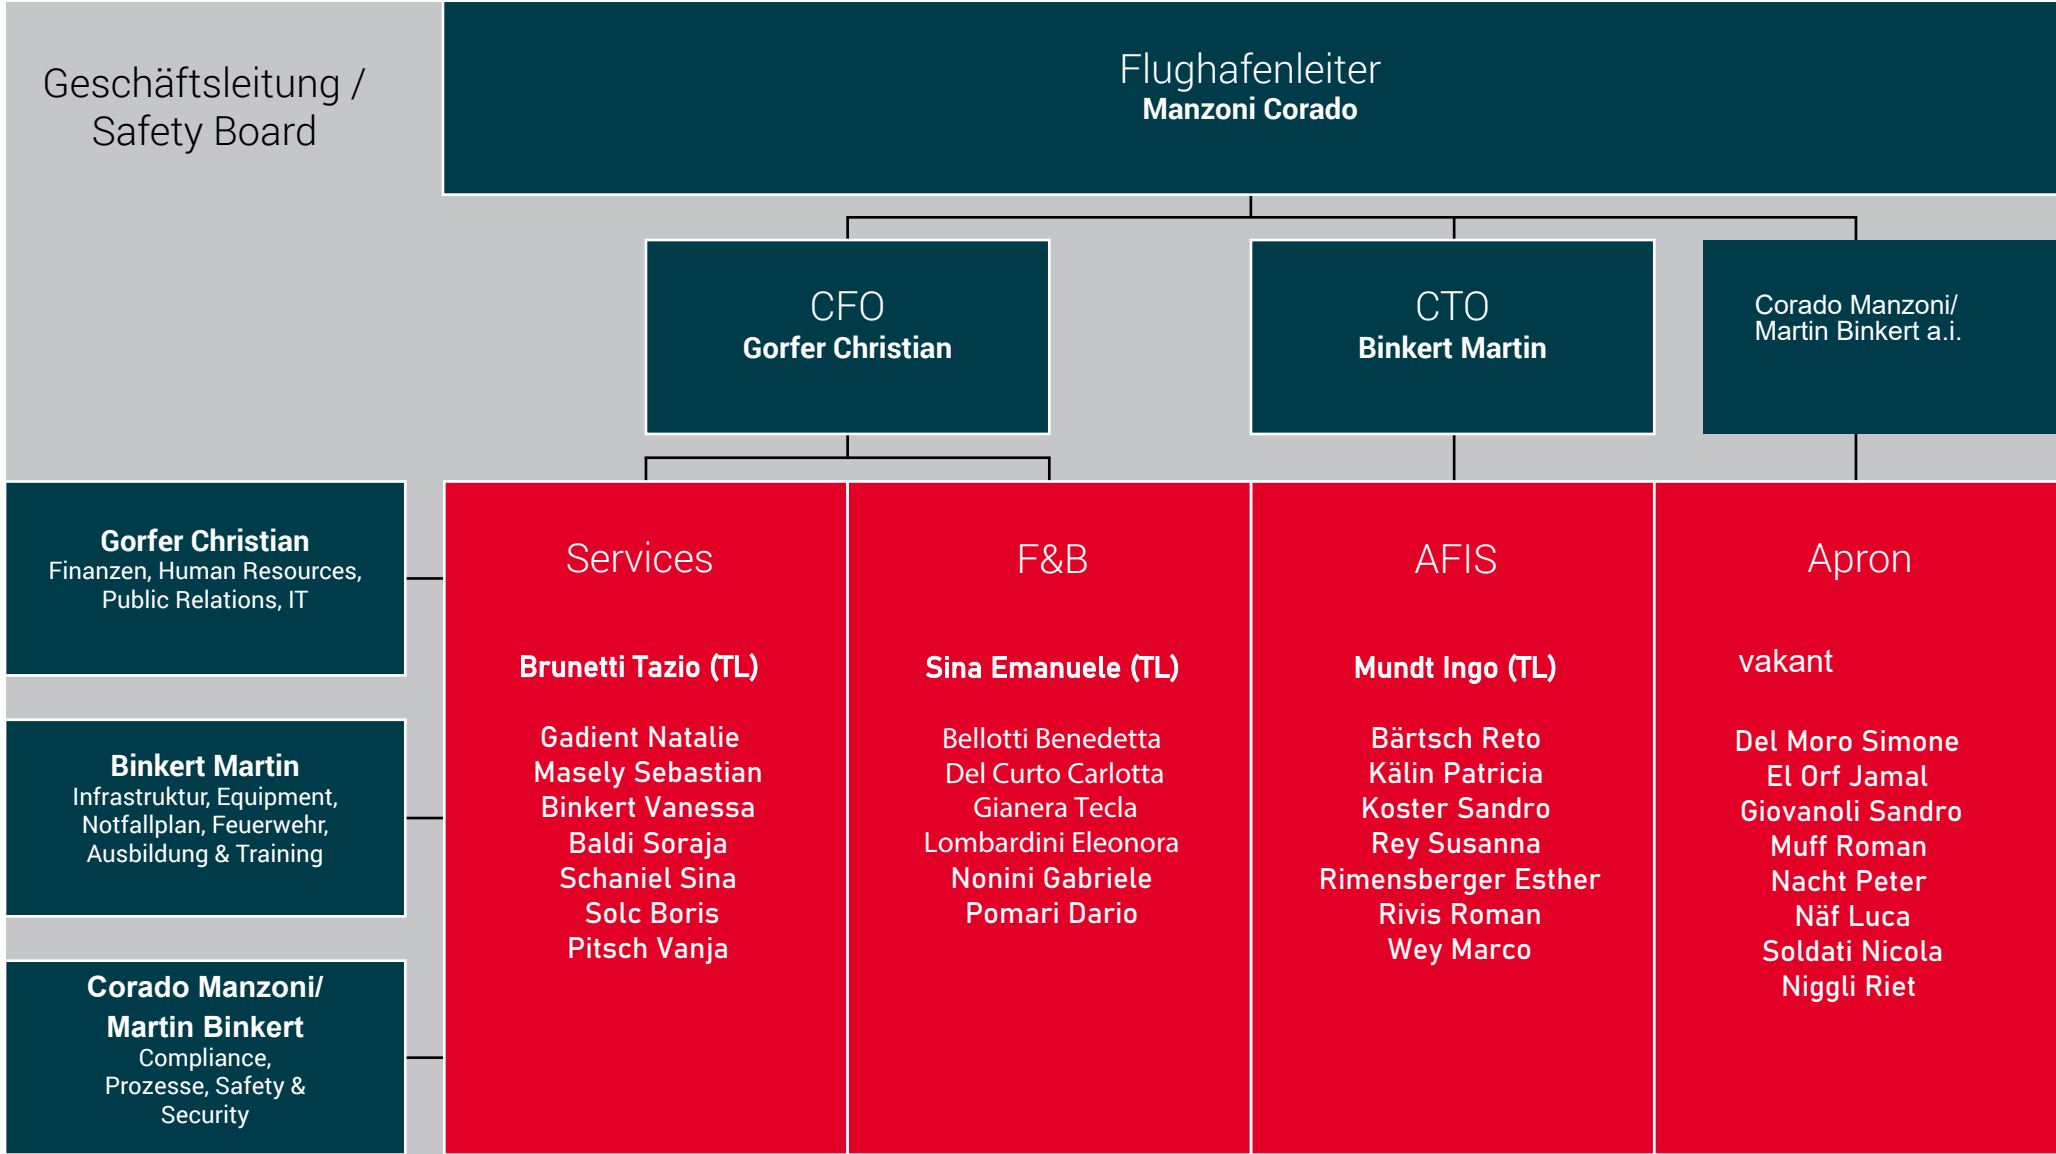 Geschäftsleitung /
Safety Board
Flughafenleiter
Manzoni Corado
CFO
Gorfer Christian
CTO
Binkert Martin
Corado Manzoni/
Martin Binkert a.i.
Gorfer Christian
Finanzen, Human Resources,
Public Relations, IT
Binkert Martin
Infrastruktur, Equipment,
Notfallplan, Feuerwehr,
Ausbildung & Training
Corado Manzoni/
Martin Binkert
Compliance,
Prozesse, Safety &
Security
Services
Brunetti Tazio (TL)
Gadient Natalie
Masely Sebastian
Binkert Vanessa
Baldi Soraja
Schaniel Sina
Solc Boris
Pitsch Vanja
F&B
Sina Emanuele (TL)
Bellotti Benedetta
Del Curto Carlotta
Gianera Tecla
Lombardini Eleonora
Nonini Gabriele
Pomari Dario
AFIS
Mundt Ingo (TL)
Bärtsch Reto
Kälin Patricia
Koster Sandro
Rey Susanna
Rimensberger Esther
Rivis Roman
Wey Marco
Apron
vakant
Del Moro Simone
El Orf Jamal
Giovanoli Sandro
Muff Roman
Nacht Peter
Näf Luca
Soldati Nicola
Niggli Riet